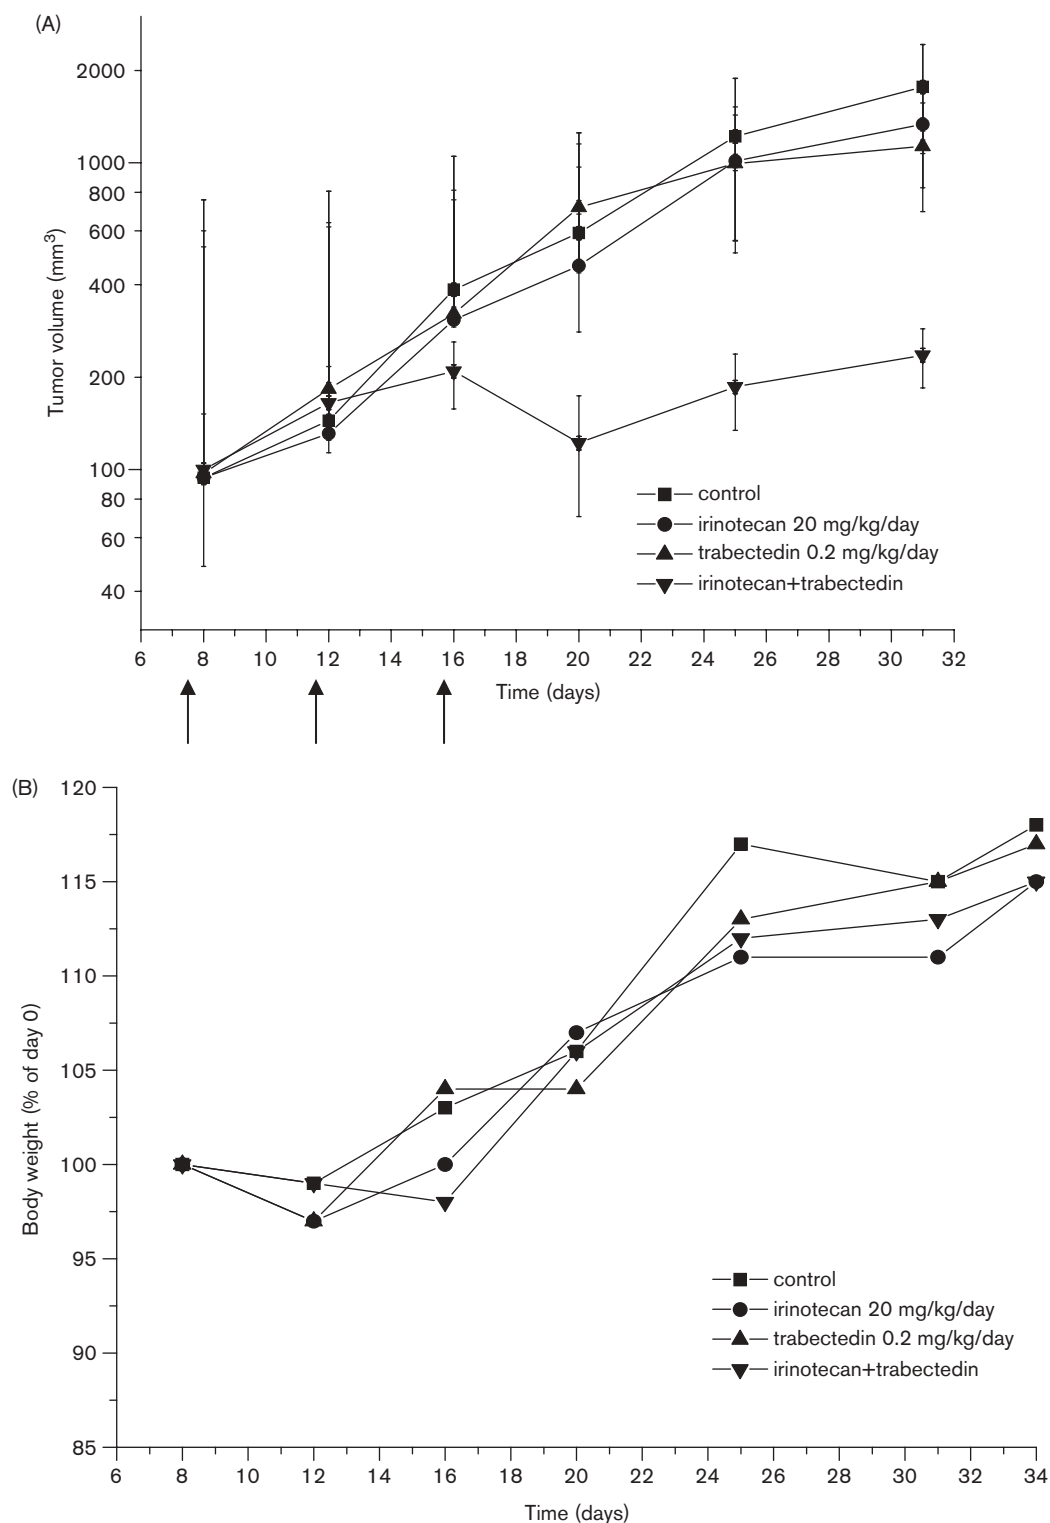 (A)
2000
1000
800
600
400
200
100
80
60
40
Tumor volume (mm³)
control
irinotecan 20 mg/kg/day
trabectedin 0.2 mg/kg/day
irinotecan+trabectedin
6 8 10 12 14 16 18 20 22 24 26 28 30 32
Time (days)
(B)
120
115
110
105
100
95
90
85
Body weight (% of day 0)
control
irinotecan 20 mg/kg/day
trabectedin 0.2 mg/kg/day
irinotecan+trabectedin
6 8 10 12 14 16 18 20 22 24 26 28 30 32 34
Time (days)